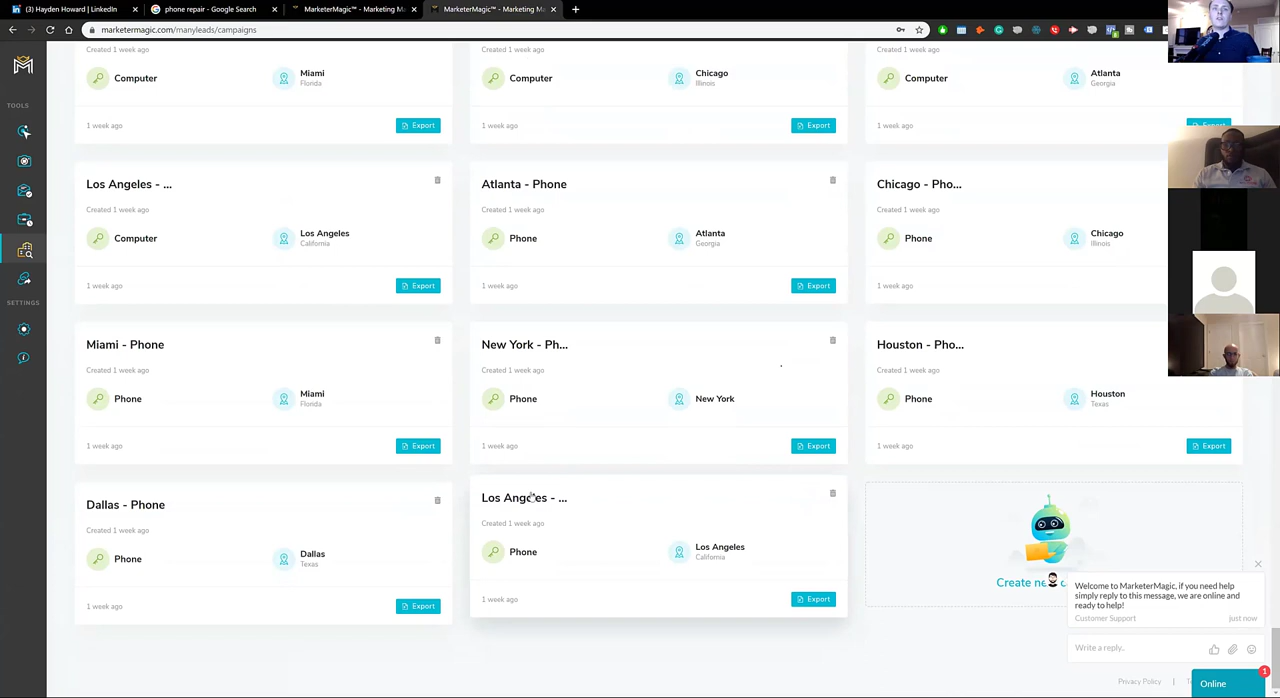 (3) Hayden Howard | LinkedIn
phone repair - Google Search
MarketerMagic™ - Marketing M
MarketerMagic™ - Marketing M
marketermagic.com/manyleads/campaigns
TOOLS
SETTINGS
Created 1 week ago
Created 1 week ago
Created 1 week ago
Computer
Miami
Florida
Computer
Chicago
Illinois
Computer
Atlanta
Georgia
1 week ago
Export
1 week ago
Export
1 week ago
Export
Los Angeles - ...
Atlanta - Phone
Chicago - Pho...
Created 1 week ago
Created 1 week ago
Created 1 week ago
Computer
Los Angeles
California
Phone
Atlanta
Georgia
Phone
Chicago
Illinois
1 week ago
Export
1 week ago
Export
1 week ago
Miami - Phone
New York - Ph...
Houston - Pho...
Created 1 week ago
Created 1 week ago
Created 1 week ago
Phone
Miami
Florida
Phone
New York
Phone
Houston
Texas
1 week ago
Export
1 week ago
Export
1 week ago
Export
Dallas - Phone
Los Angeles - ...
Created 1 week ago
Created 1 week ago
Phone
Dallas
Texas
Phone
Los Angeles
California
1 week ago
Export
1 week ago
Export
Create
Welcome to MarketerMagic, if you need help
simply reply to this message, we are online and
ready to help!
Customer Support
just now
Write a reply..
Privacy Policy
|
Online
1